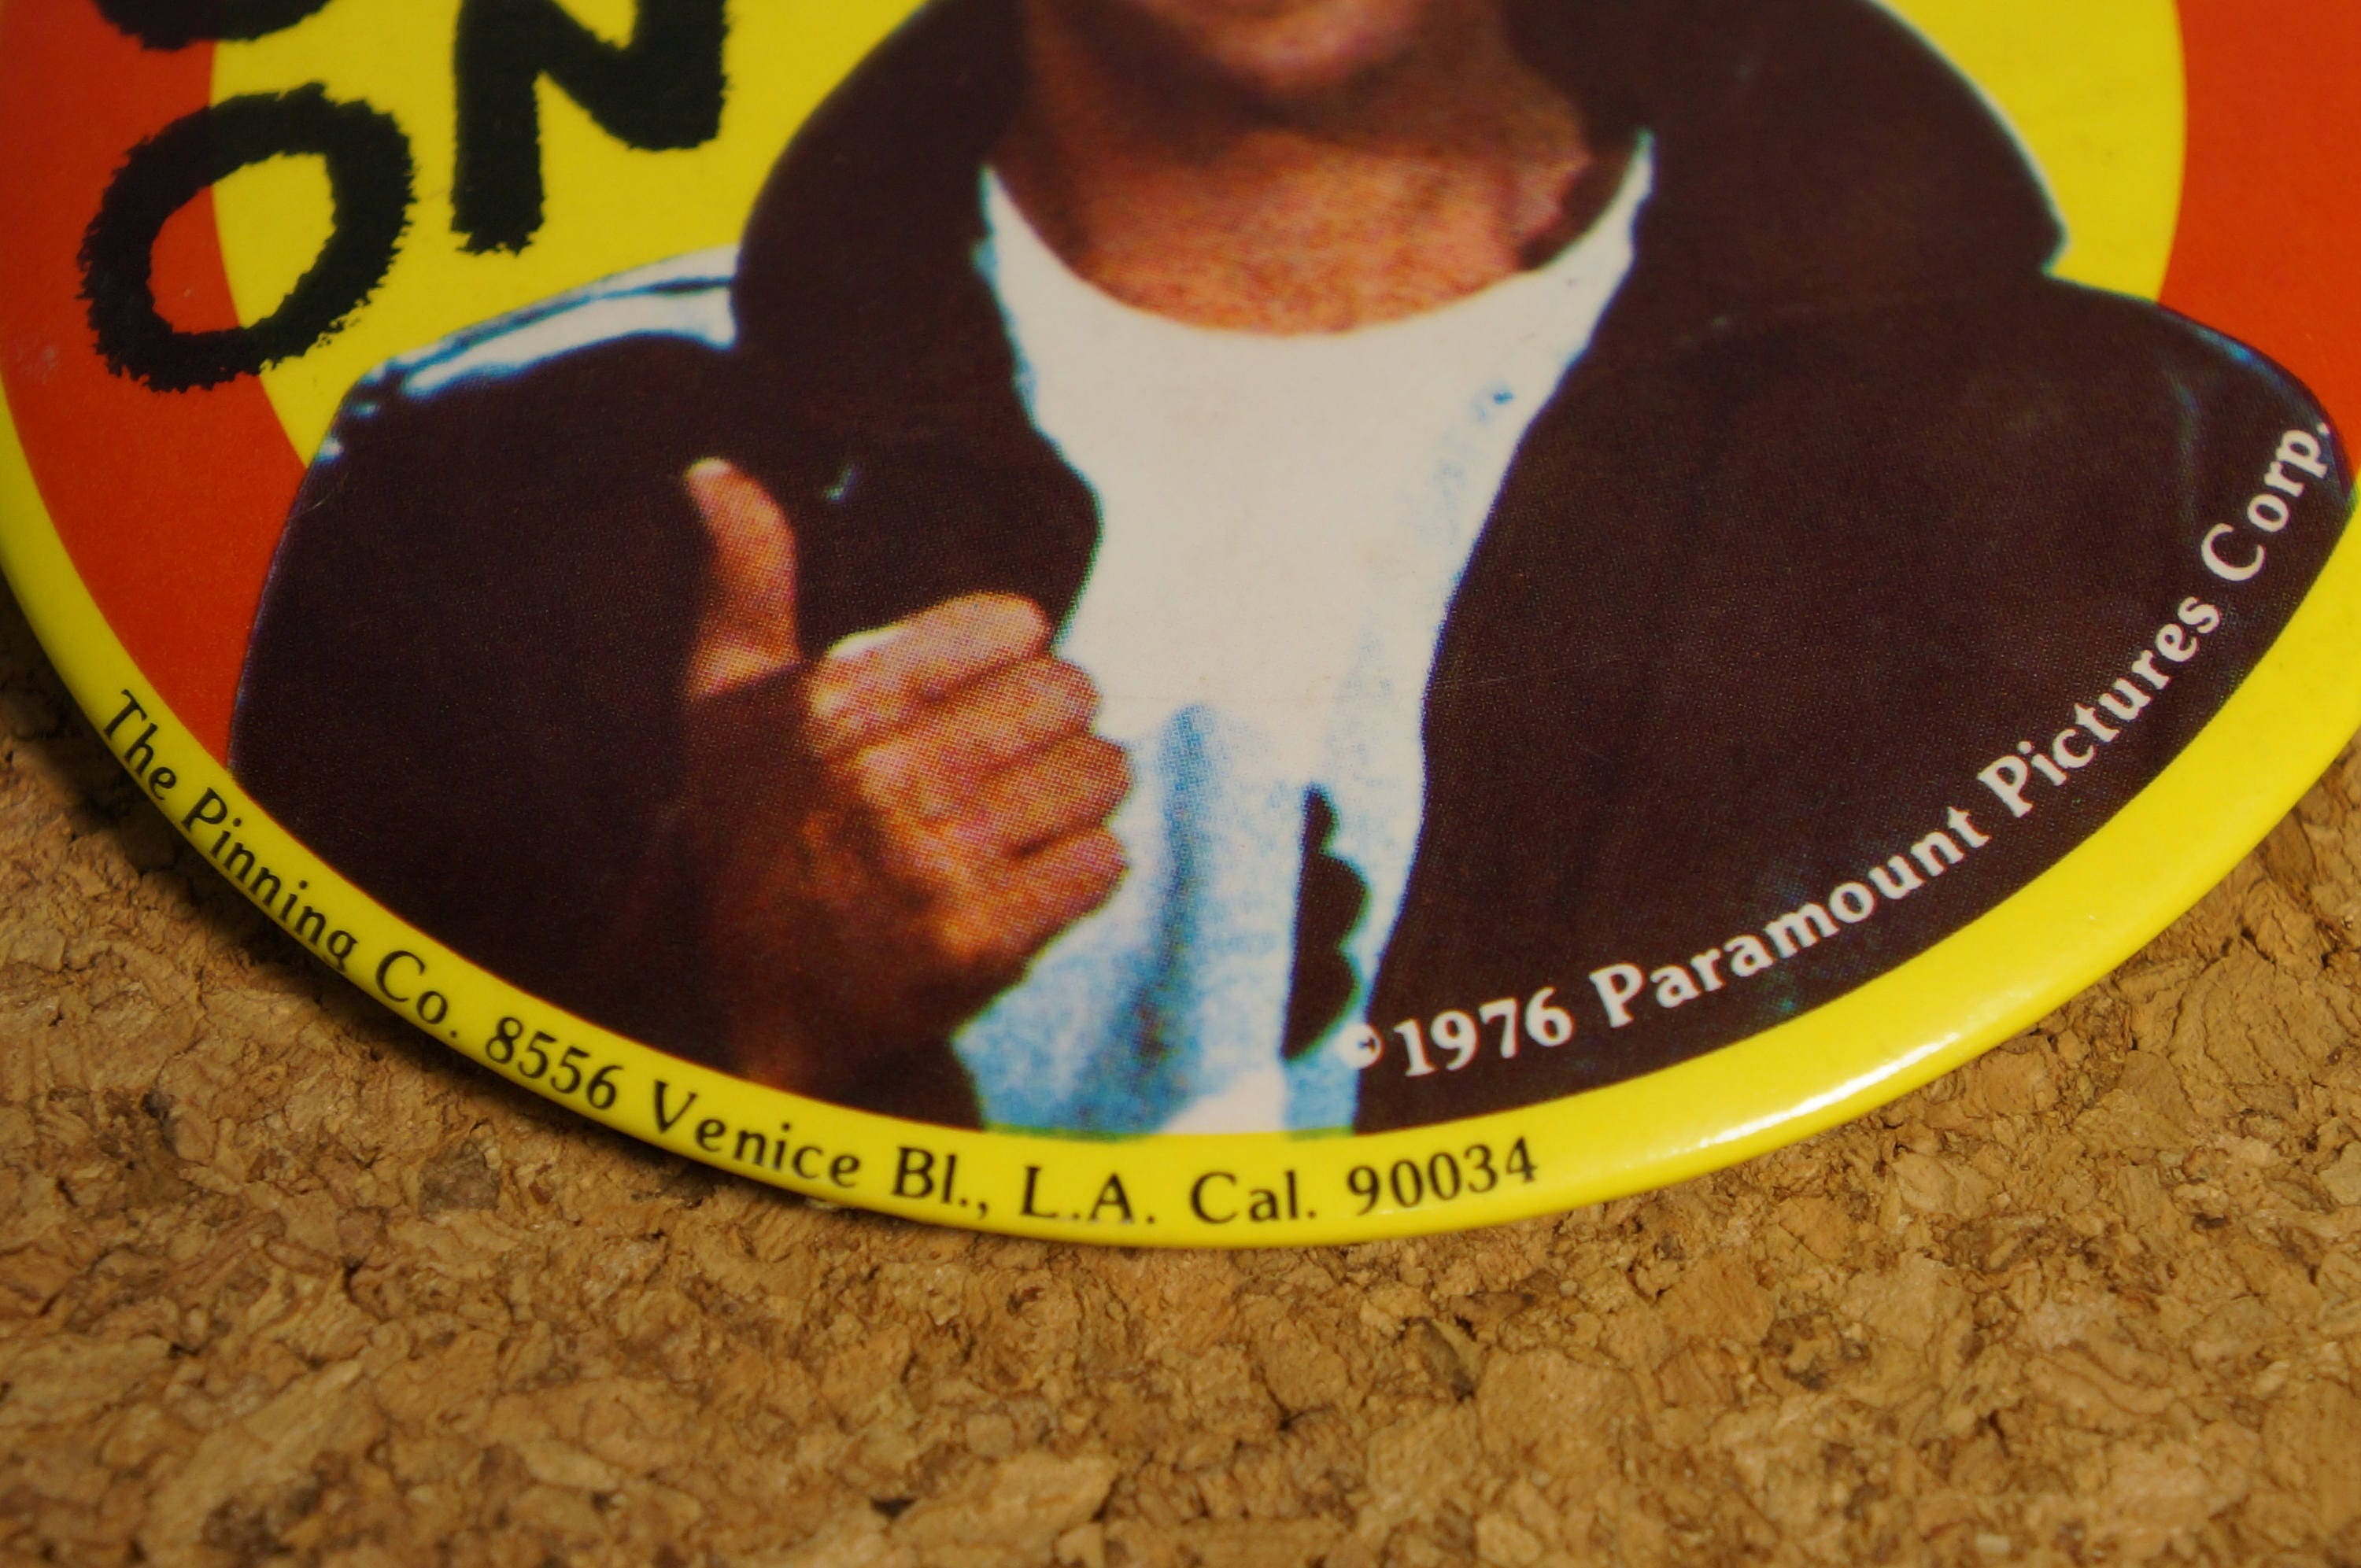 ON
The Pinning Co. 8556 Venice Bl., L.A. Cal. 90034
©1976 Paramount Pictures Corp.